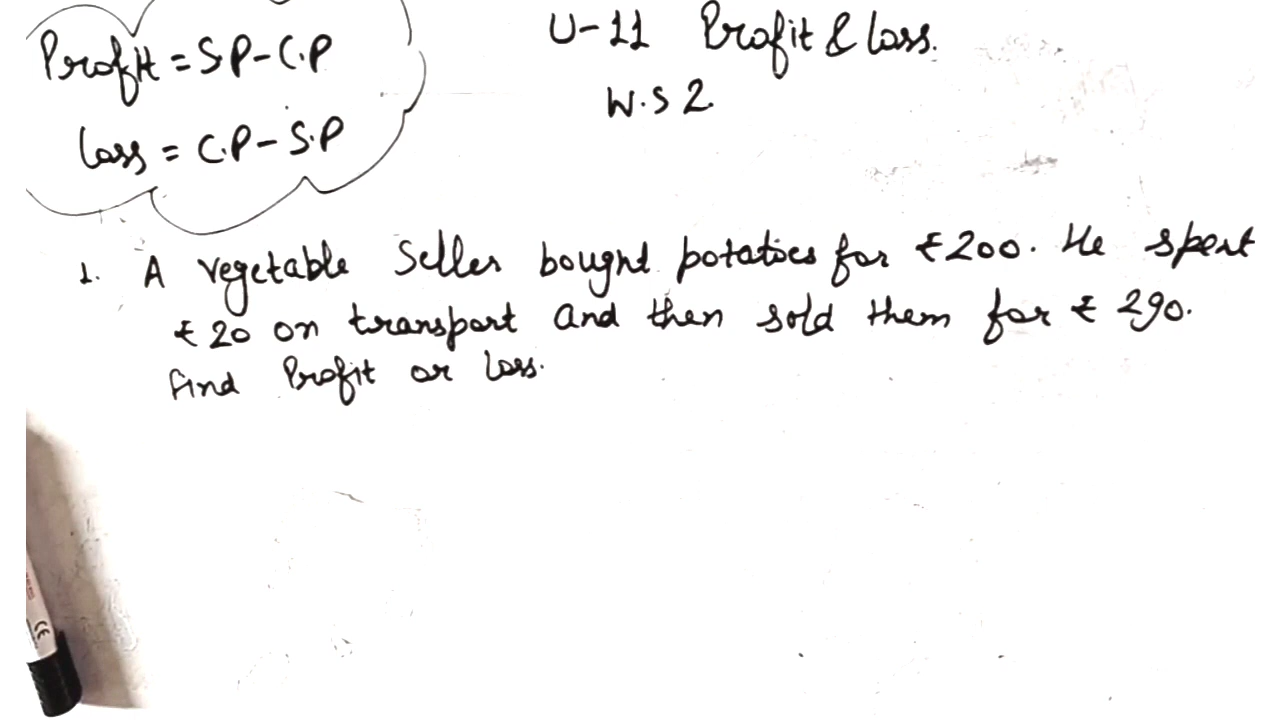 Profit = S.P - C.P
Loss = C.P - S.P
U-11 Profit & Loss.
W.S 2.
1. A vegetable Seller bought potatoes for ₹200. He spent
₹20 on transport and then sold them for ₹ 290.
Find Profit or Loss.
CE